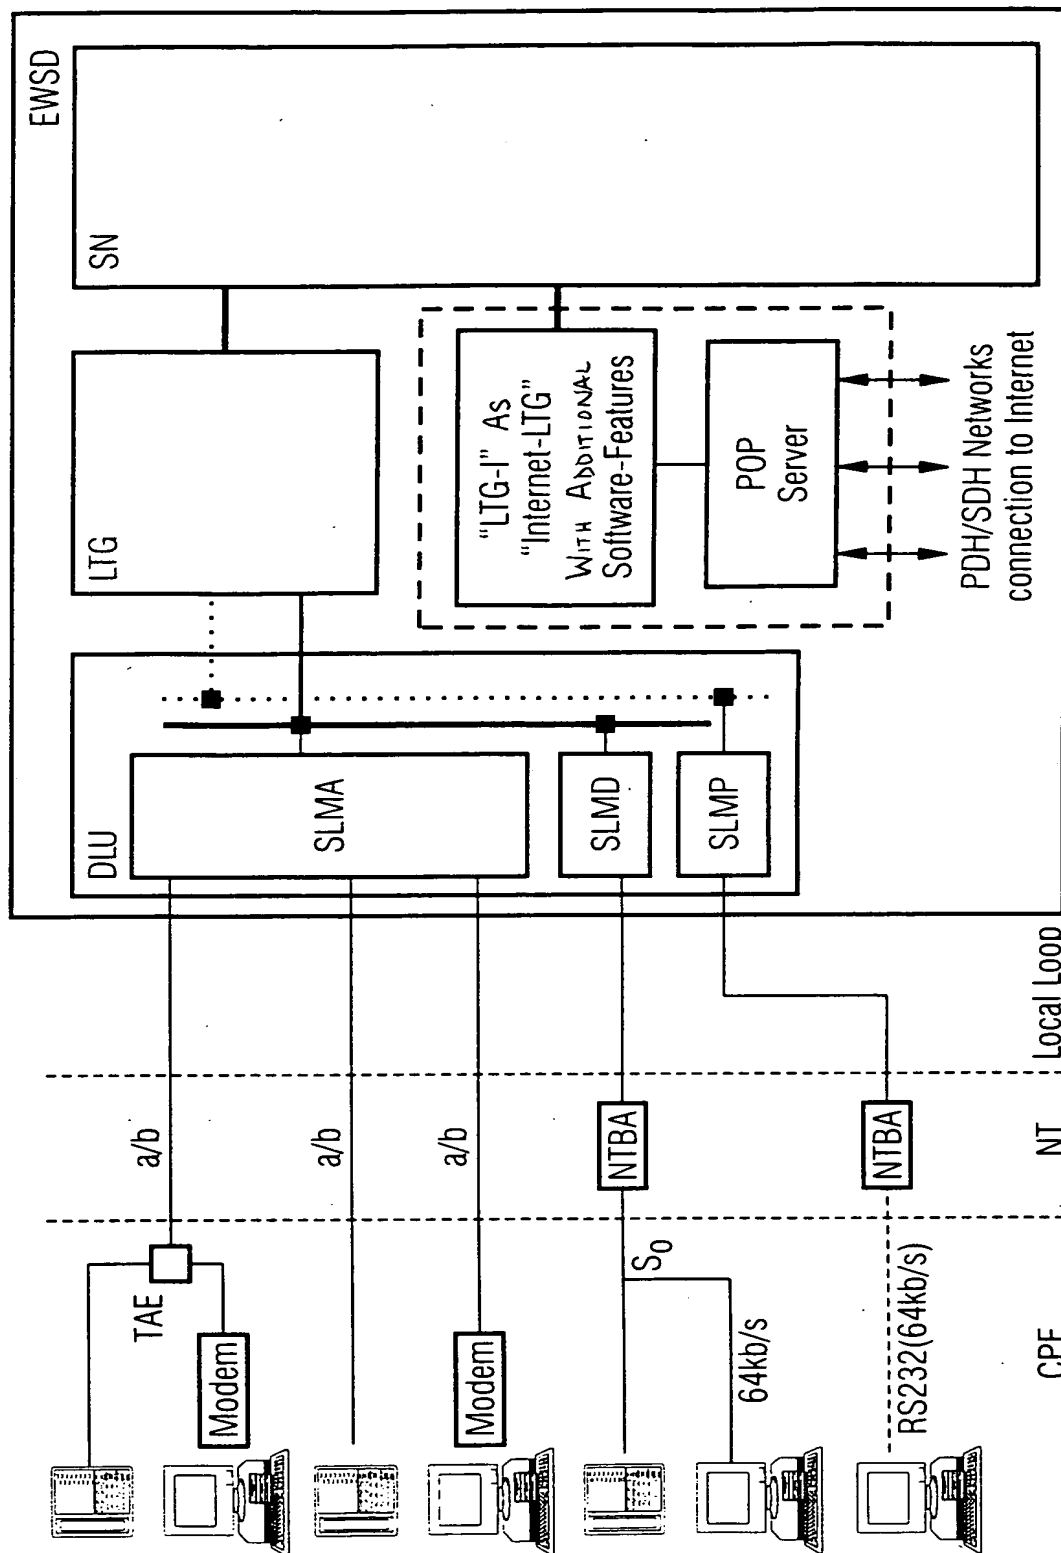 EWSD
SN
LTG
"LTG-I" As
"Internet-LTG"
WITH ADDITIONAL
Software-Features
POP
Server
PDH/SDH Networks
connection to Internet
DLU
SLMA
SLMD
SLMP
a/b
a/b
a/b
NTBA
NTBA
TAE
Modem
Modem
S0
64kb/s
RS232(64kb/s)
CPE
NT
Local Loop